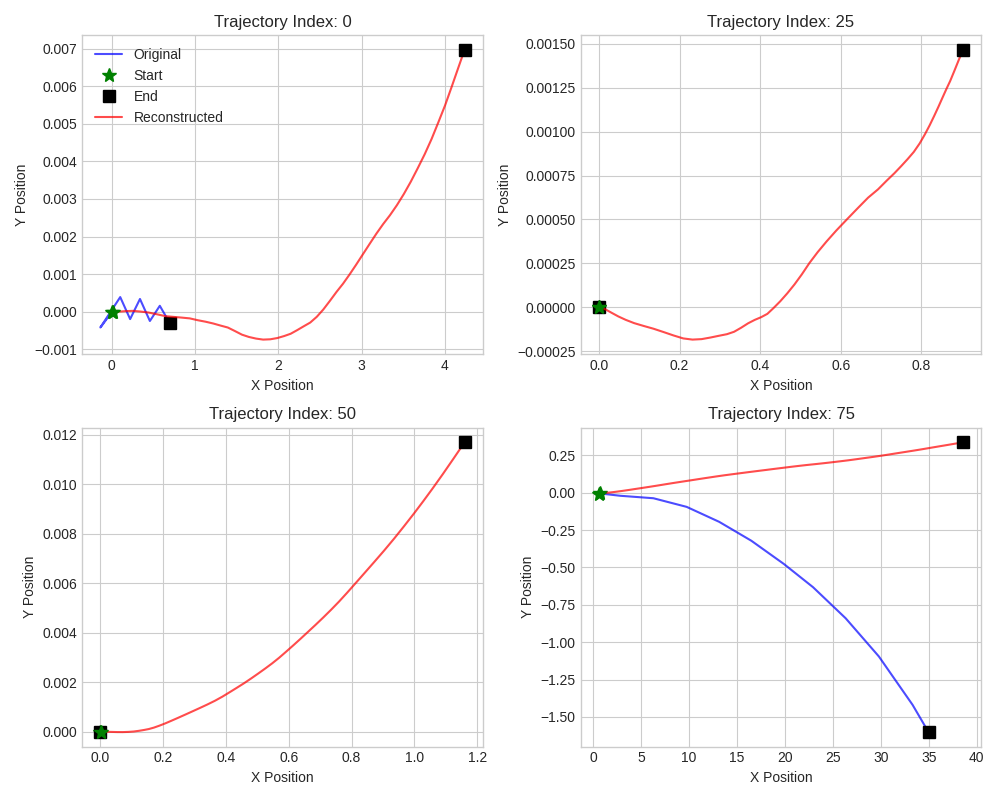 Trajectory Index: 0
0.007
0.006
0.005
0.004
0.003
0.002
0.001
0.000
−0.001
Y Position
Original
Start
End
Reconstructed
0 1 2 3 4
X Position
Trajectory Index: 25
0.00150
0.00125
0.00100
0.00075
0.00050
0.00025
0.00000
−0.00025
Y Position
0.0 0.2 0.4 0.6 0.8
X Position
Trajectory Index: 50
0.012
0.010
0.008
0.006
0.004
0.002
0.000
Y Position
0.0 0.2 0.4 0.6 0.8 1.0 1.2
X Position
Trajectory Index: 75
0.25
0.00
−0.25
−0.50
−0.75
−1.00
−1.25
−1.50
Y Position
0 5 10 15 20 25 30 35 40
X Position